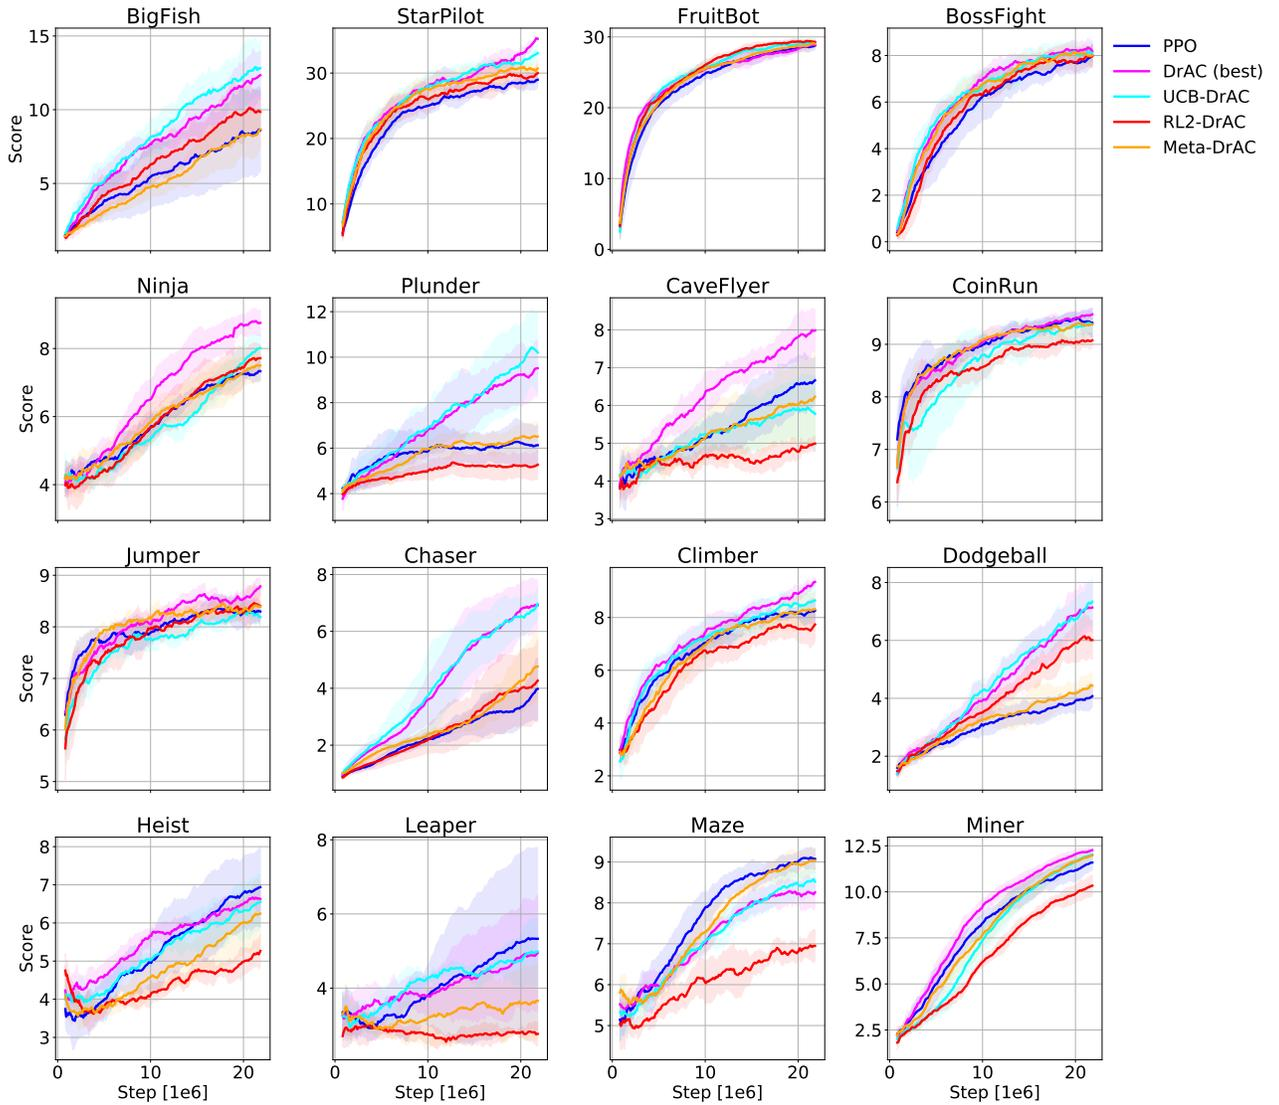 BigFish
StarPilot
FruitBot
BossFight
15
10
5
Score
30
20
10
30
20
10
0
8
6
4
2
0
PPO
DrAC (best)
UCB-DrAC
RL2-DrAC
Meta-DrAC
Ninja
Plunder
CaveFlyer
CoinRun
8
6
4
Score
12
10
8
6
4
8
7
6
5
4
3
9
8
7
6
Jumper
Chaser
Climber
Dodgeball
9
8
7
6
5
Score
8
6
4
2
8
6
4
2
8
6
4
2
Heist
Leaper
Maze
Miner
8
7
6
5
4
3
Score
8
6
4
9
8
7
6
5
12.5
10.0
7.5
5.0
2.5
0 10 20
0 10 20
0 10 20
0 10 20
Step [1e6]
Step [1e6]
Step [1e6]
Step [1e6]